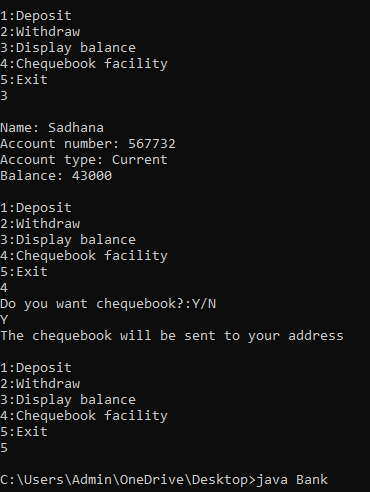 1:Deposit
2:Withdraw
3:Display balance
4:Chequebook facility
5:Exit
3
Name: Sadhana
Account number: 567732
Account type: Current
Balance: 43000
1:Deposit
2:Withdraw
3:Display balance
4:Chequebook facility
5:Exit
4
Do you want chequebook?:Y/N
Y
The chequebook will be sent to your address
1:Deposit
2:Withdraw
3:Display balance
4:Chequebook facility
5:Exit
5
C:\Users\Admin\OneDrive\Desktop>java Bank